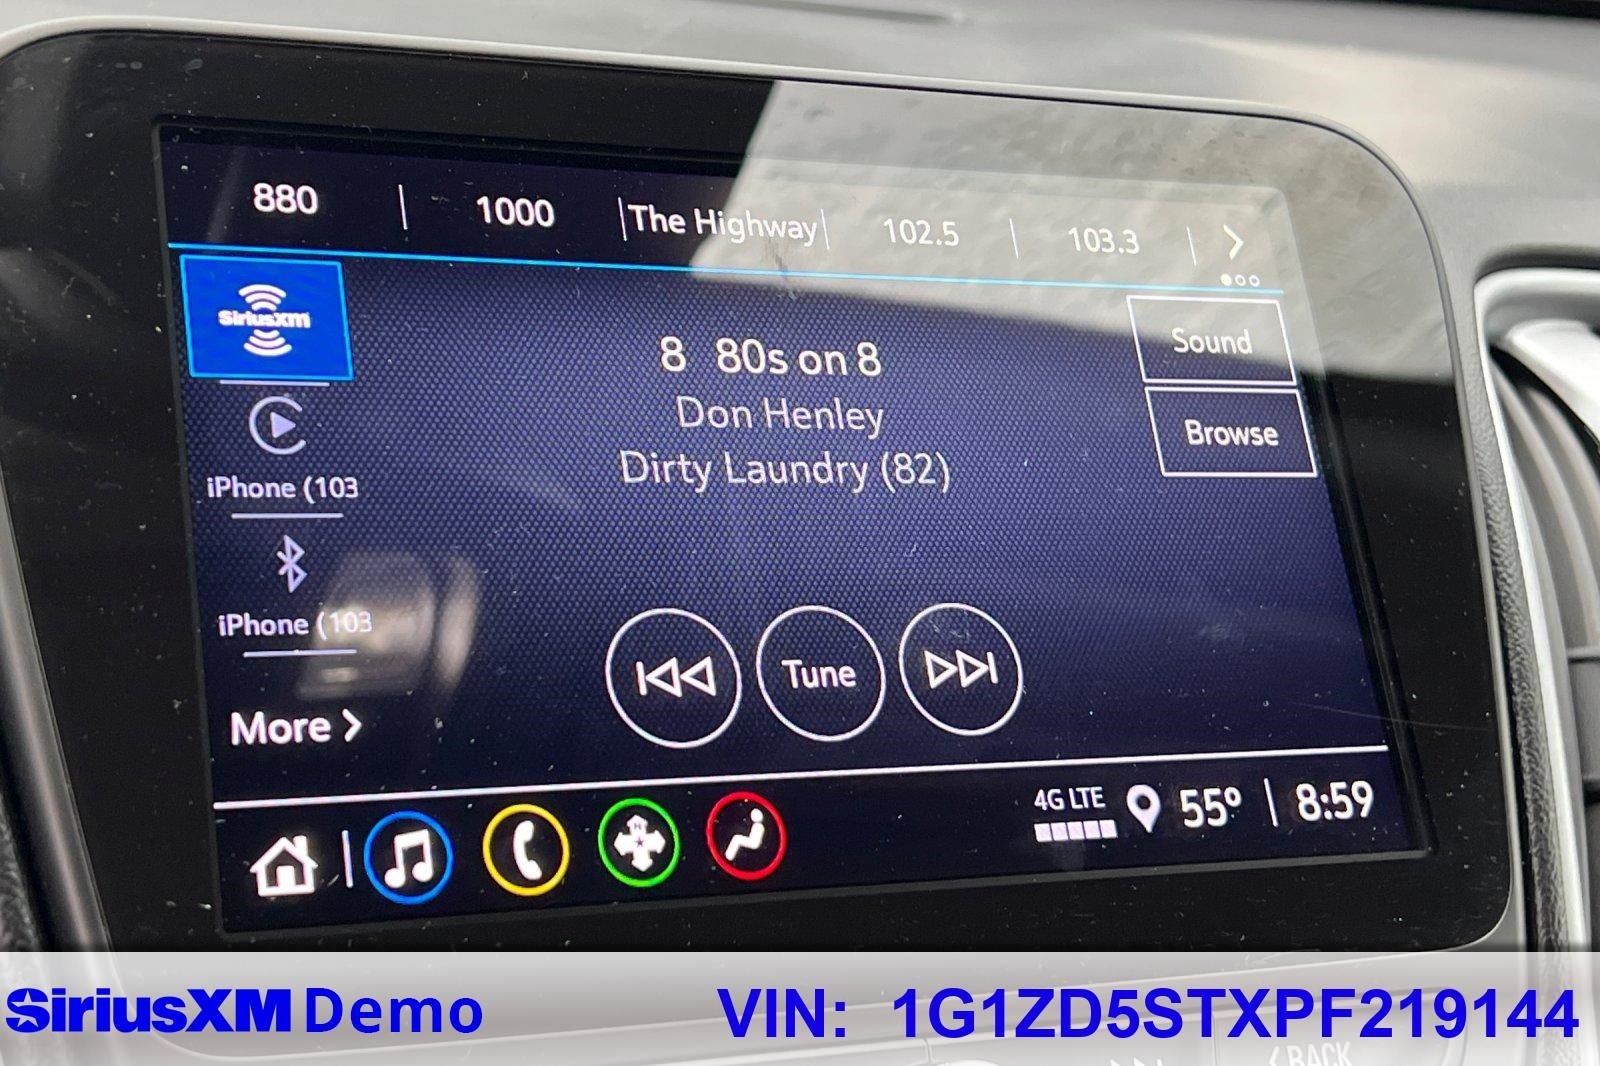 880 | 1000 | The Highway | 102.5 | 103.3 | >
SiriusXM
8 80s on 8
Don Henley
Dirty Laundry (82)
Sound
Browse
iPhone (103
iPhone (103
More >
Tune
4G LTE 55° | 8:59
SiriusXM Demo
VIN: 1G1ZD5STXPF219144
< BACK